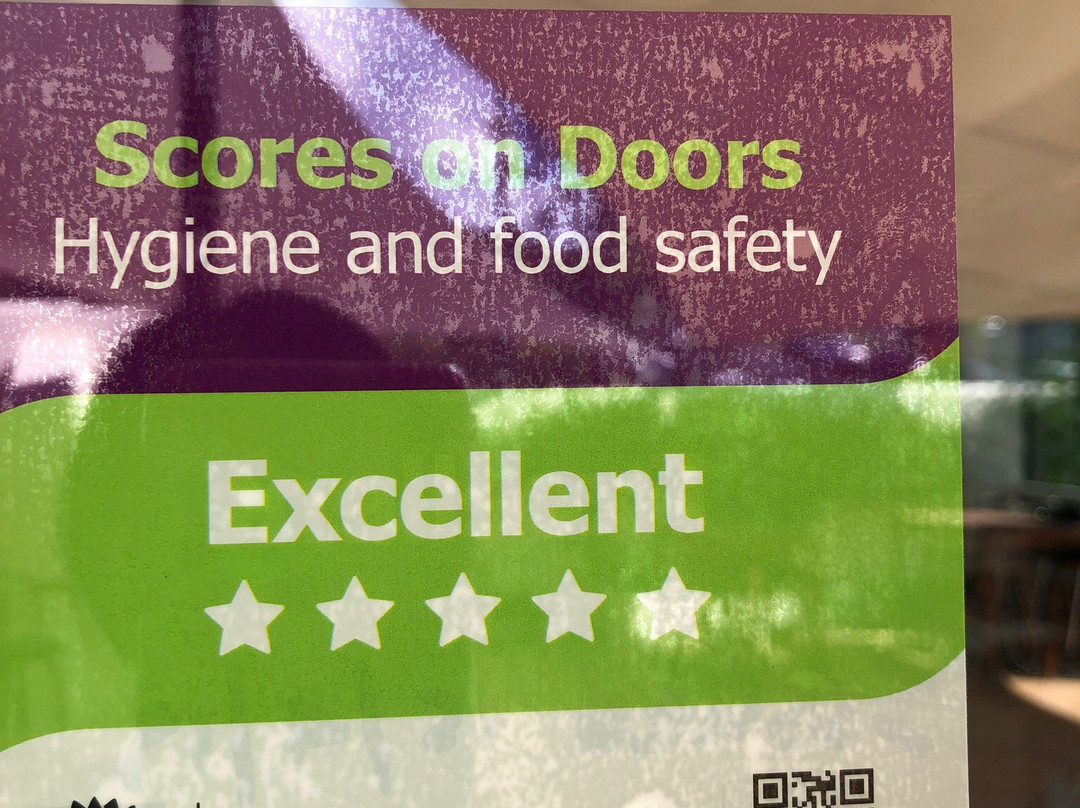 Scores on Doors
Hygiene and food safety
Excellent